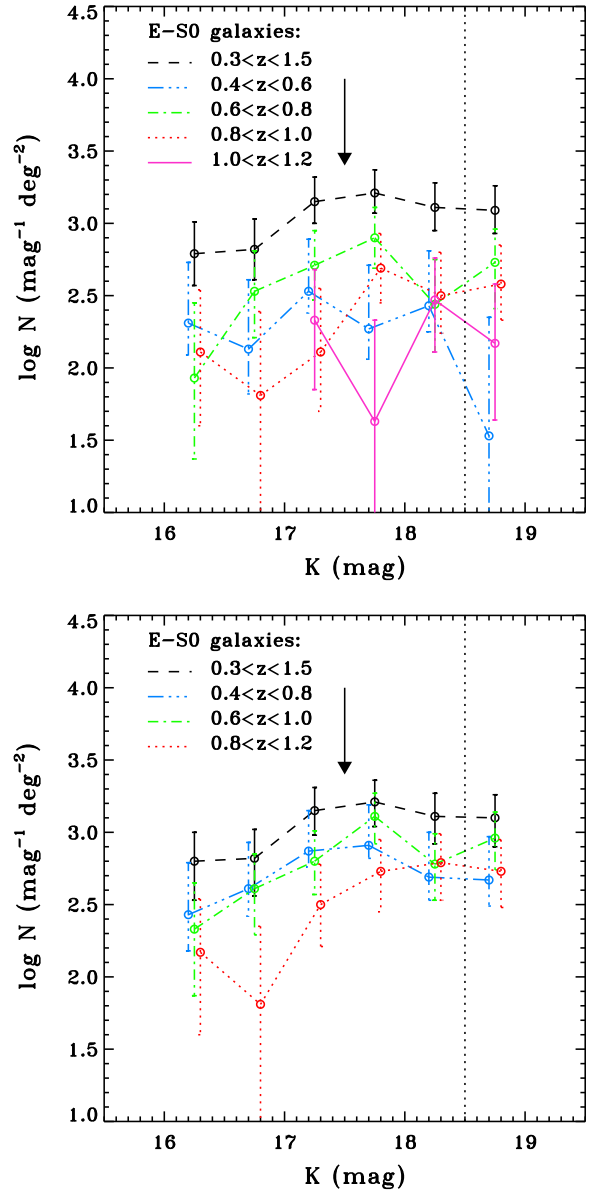 E-S0 galaxies:
0.3<z<1.5
0.4<z<0.6
0.6<z<0.8
0.8<z<1.0
1.0<z<1.2
4.5
4.0
3.5
3.0
2.5
2.0
1.5
1.0
log N (mag⁻¹ deg⁻²)
16 17 18 19
K (mag)
E-S0 galaxies:
0.3<z<1.5
0.4<z<0.8
0.6<z<1.0
0.8<z<1.2
4.5
4.0
3.5
3.0
2.5
2.0
1.5
1.0
log N (mag⁻¹ deg⁻²)
16 17 18 19
K (mag)